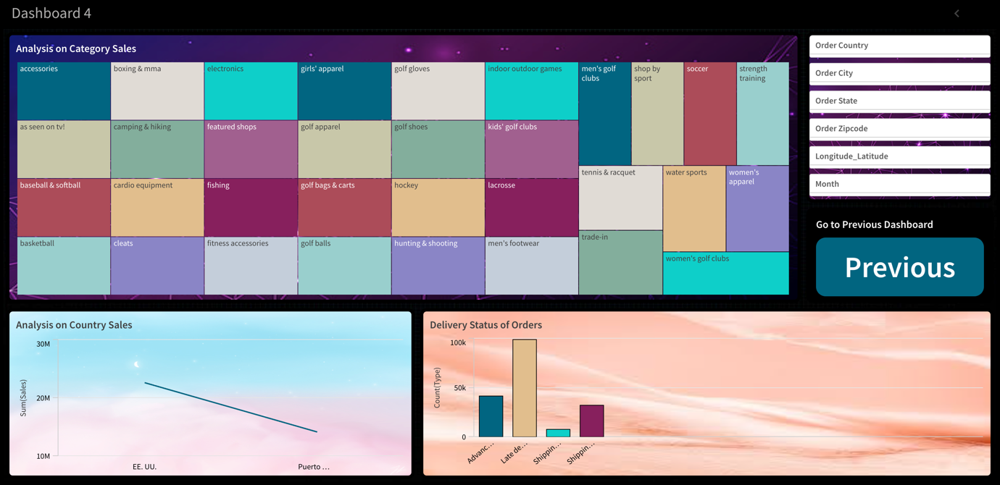 Dashboard 4
Analysis on Category Sales
accessories
boxing & mma
electronics
girls' apparel
golf gloves
indoor outdoor games
men's golf
clubs
shop by
sport
soccer
strength
training
as seen on tv!
camping & hiking
featured shops
golf apparel
golf shoes
kids' golf clubs
tennis & racquet
water sports
women's
apparel
baseball & softball
cardio equipment
fishing
golf bags & carts
hockey
lacrosse
trade-in
basketball
cleats
fitness accessories
golf balls
hunting & shooting
men's footwear
women's golf clubs
Order Country
Order City
Order State
Order Zipcode
Longitude_Latitude
Month
Go to Previous Dashboard
Previous
Analysis on Country Sales
30M
20M
10M
Sum(Sales)
EE. UU.
Puerto …
Delivery Status of Orders
100k
50k
0
Count(Type)
Advanc…
Late de…
Shippin…
Shippin…